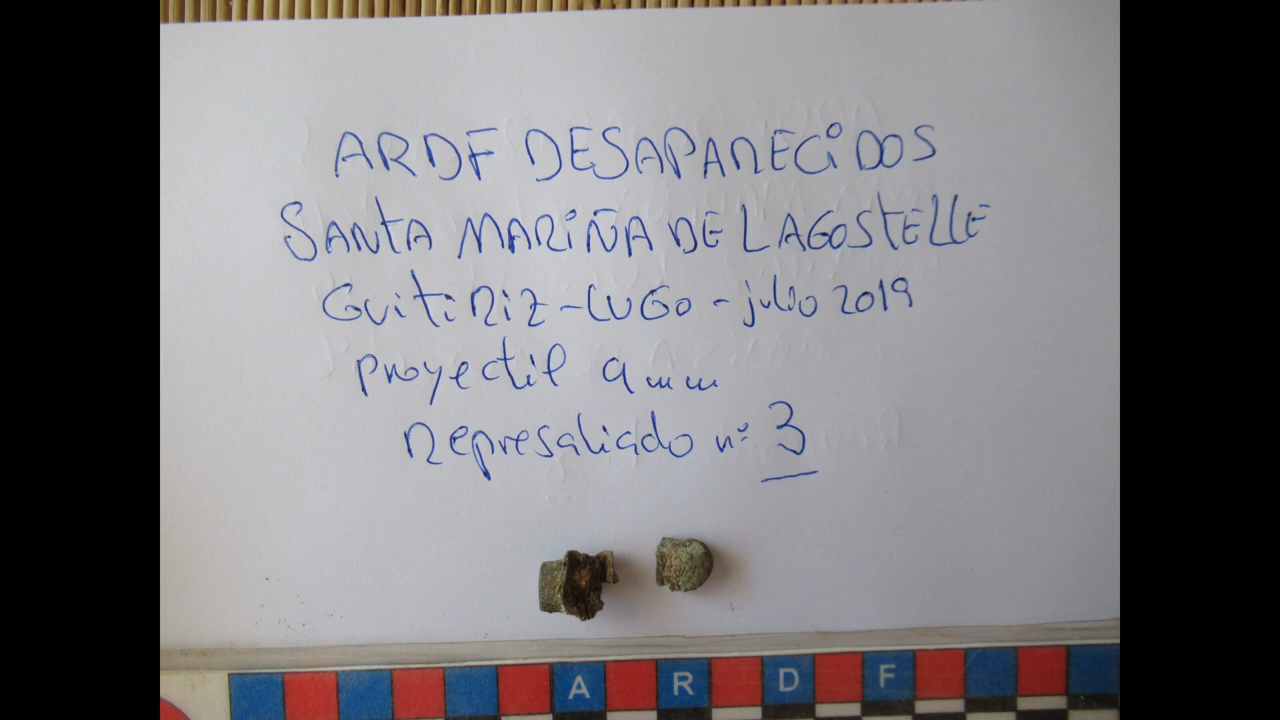 ARDF DESAPARECiDOS
SANtA MARiÑA DE LAGOSTELLE
GUitiRiZ-LUGO-julio 2019
proyectil 9mm
Represaliado nº 3
A R D F